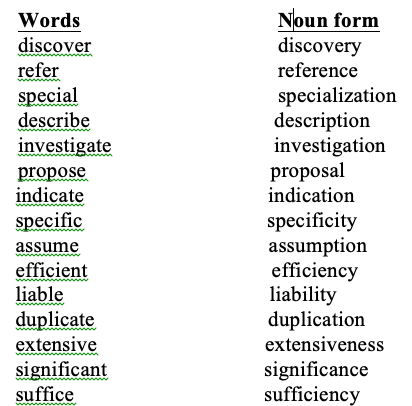 Words Noun form
discover discovery
refer reference
special specialization
describe description
investigate investigation
propose proposal
indicate indication
specific specificity
assume assumption
efficient efficiency
liable liability
duplicate duplication
extensive extensiveness
significant significance
suffice sufficiency